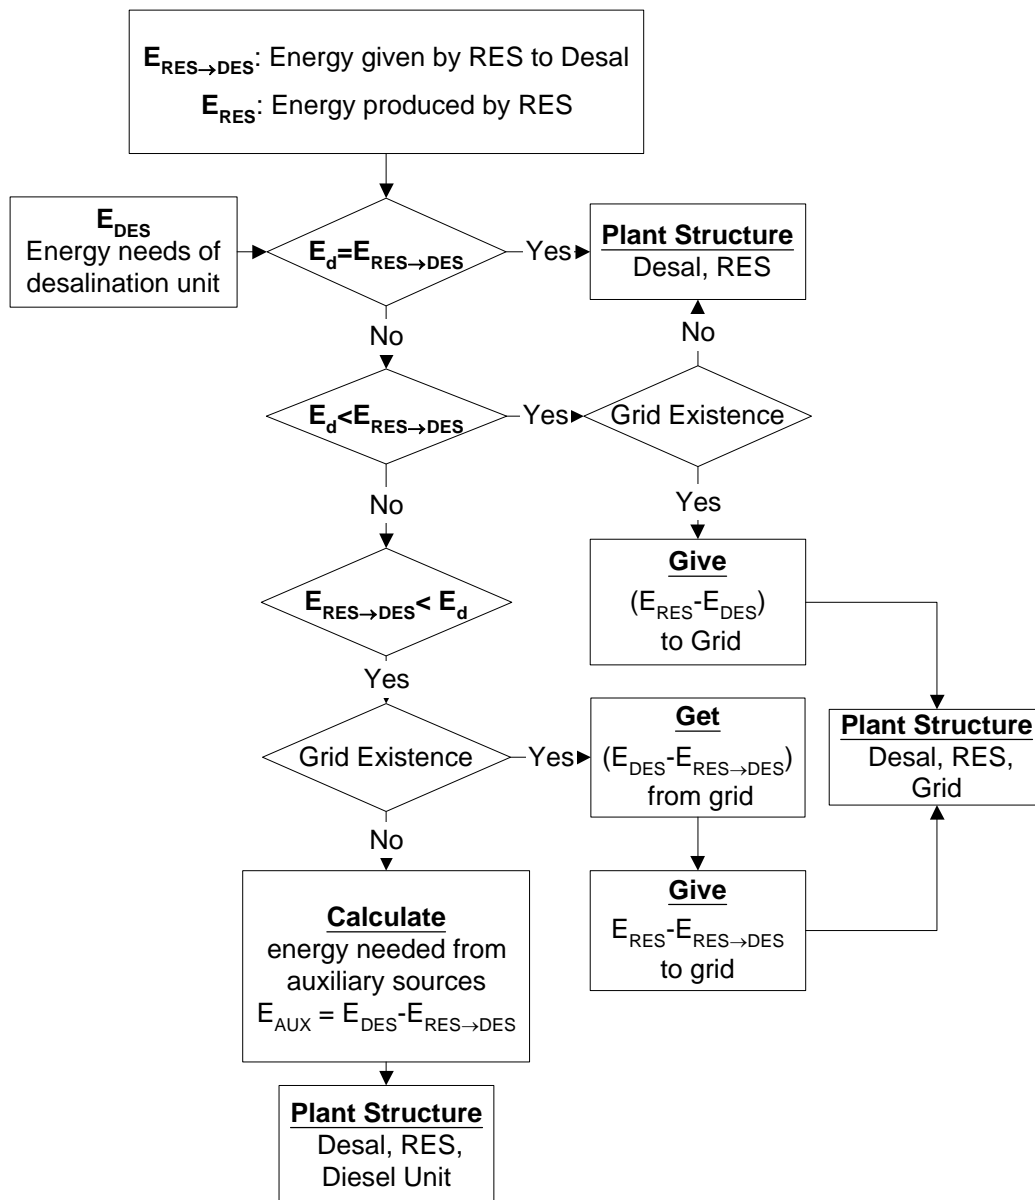 E_RES→DES: Energy given by RES to Desal
E_RES: Energy produced by RES
E_DES
Energy needs of
desalination unit
E_d=E_RES→DES
Yes
Plant Structure
Desal, RES
No
No
E_d<E_RES→DES
Yes
Grid Existence
No
Yes
Give
(E_RES-E_DES)
to Grid
E_RES→DES< E_d
Yes
Grid Existence
Yes
Get
(E_DES-E_RES→DES)
from grid
Plant Structure
Desal, RES,
Grid
No
Give
E_RES-E_RES→DES
to grid
Calculate
energy needed from
auxiliary sources
E_AUX = E_DES-E_RES→DES
Plant Structure
Desal, RES,
Diesel Unit